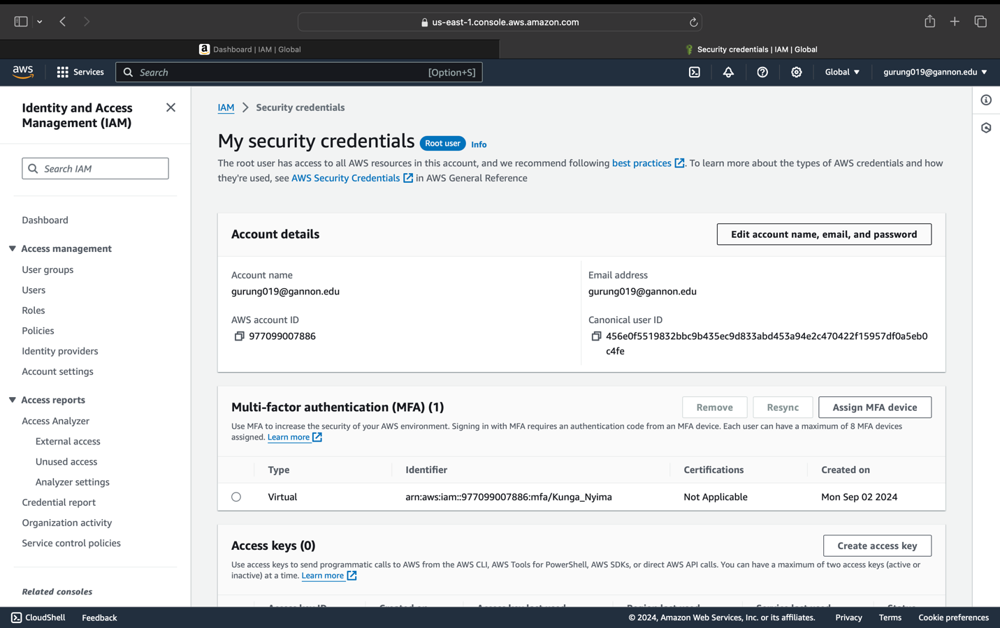 us-east-1.console.aws.amazon.com
Dashboard | IAM | Global
Security credentials | IAM | Global
aws
Services
Search
[Option+S]
Global
gurung019@gannon.edu
Identity and Access
Management (IAM)
Search IAM
Dashboard
Access management
User groups
Users
Roles
Policies
Identity providers
Account settings
Access reports
Access Analyzer
External access
Unused access
Analyzer settings
Credential report
Organization activity
Service control policies
Related consoles
IAM
Security credentials
My security credentials
Root user
Info
The root user has access to all AWS resources in this account, and we recommend following best practices. To learn more about the types of AWS credentials and how
they're used, see AWS Security Credentials in AWS General Reference
Account details
Edit account name, email, and password
Account name
gurung019@gannon.edu
Email address
gurung019@gannon.edu
AWS account ID
977099007886
Canonical user ID
456e0f5519832bbc9b435ec9d833abd453a94e2c470422f15957df0a5eb0
c4fe
Multi-factor authentication (MFA) (1)
Remove
Resync
Assign MFA device
Use MFA to increase the security of your AWS environment. Signing in with MFA requires an authentication code from an MFA device. Each user can have a maximum of 8 MFA devices
assigned. Learn more
Type
Identifier
Certifications
Created on
Virtual
arn:aws:iam::977099007886:mfa/Kunga_Nyima
Not Applicable
Mon Sep 02 2024
Access keys (0)
Create access key
Use access keys to send programmatic calls to AWS from the AWS CLI, AWS Tools for PowerShell, AWS SDKs, or direct AWS API calls. You can have a maximum of two access keys (active or
inactive) at a time. Learn more
CloudShell
Feedback
© 2024, Amazon Web Services, Inc. or its affiliates.
Privacy
Terms
Cookie preferences